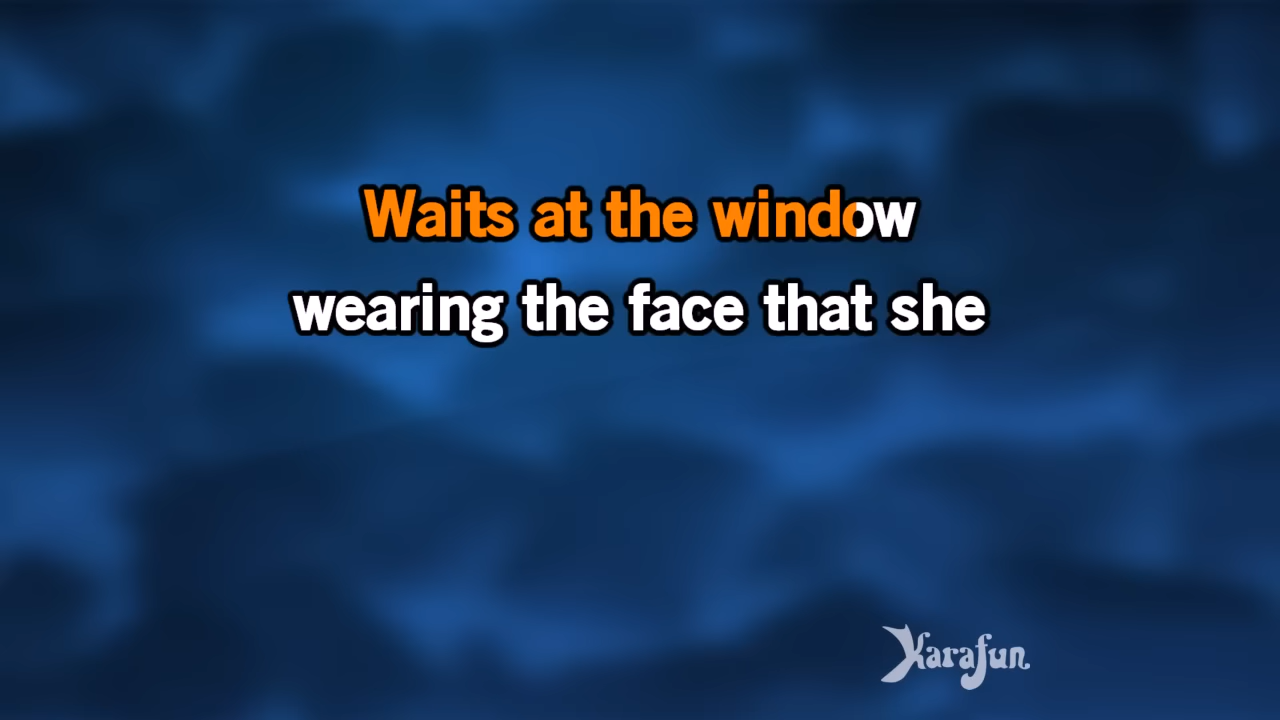 Waits at the window
wearing the face that she
Karafun